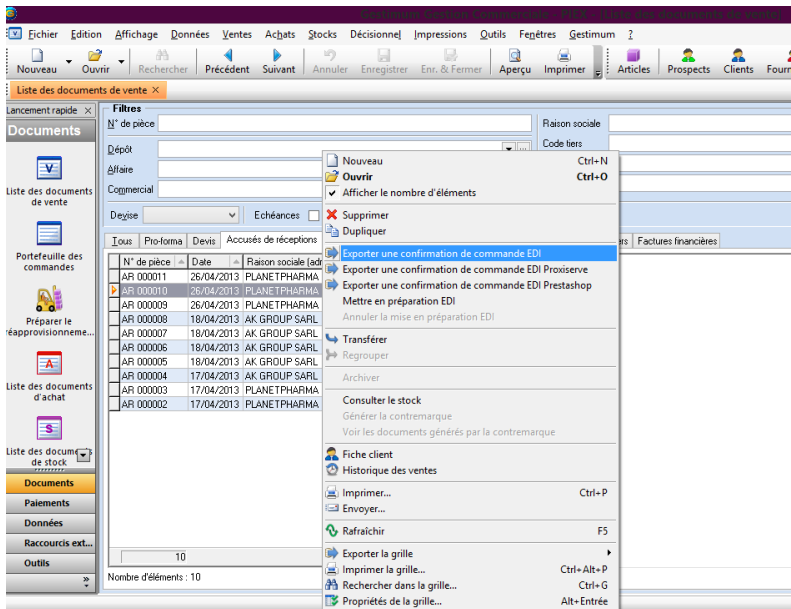 Fichier Edition Affichage Données Ventes Achats Stocks Décisionnel Impressions Outils Fenêtres Gestimum ?
Nouveau Ouvrir Rechercher Précédent Suivant Annuler Enregistrer Enr. & Fermer Aperçu Imprimer Articles Prospects Clients Fourn
Liste des documents de vente
Lancement rapide
Documents
Liste des documents
de vente
Portefeuille des
commandes
Préparer le
réapprovisionneme...
Liste des documents
d'achat
Liste des docum
de stock
Documents
Paiements
Données
Raccourcis ext...
Outils
Filtres
N° de pièce
Raison sociale
Dépôt
Code tiers
Affaire
Commercial
Devise
Echéances
Tous Pro-forma Devis Accusés de réceptions
Factures financières
N° de pièce Date Raison sociale (adr
AR 000011 26/04/2013 PLANETPHARMA
AR 000010 26/04/2013 PLANETPHARMA
AR 000009 26/04/2013 PLANETPHARMA
AR 000008 18/04/2013 AK GROUP SARL
AR 000007 18/04/2013 AK GROUP SARL
AR 000006 18/04/2013 AK GROUP SARL
AR 000005 18/04/2013 AK GROUP SARL
AR 000004 17/04/2013 AK GROUP SARL
AR 000003 17/04/2013 PLANETPHARMA
AR 000002 17/04/2013 PLANETPHARMA
10
Nombre d'éléments : 10
Nouveau Ctrl+N
Ouvrir Ctrl+O
Afficher le nombre d'éléments
Supprimer
Dupliquer
Exporter une confirmation de commande EDI
Exporter une confirmation de commande EDI Proxiserve
Exporter une confirmation de commande EDI Prestashop
Mettre en préparation EDI
Annuler la mise en préparation EDI
Transférer
Regrouper
Archiver
Consulter le stock
Générer la contremarque
Voir les documents générés par la contremarque
Fiche client
Historique des ventes
Imprimer... Ctrl+P
Envoyer...
Rafraîchir F5
Exporter la grille
Imprimer la grille... Ctrl+Alt+P
Rechercher dans la grille... Ctrl+G
Propriétés de la grille... Alt+Entrée